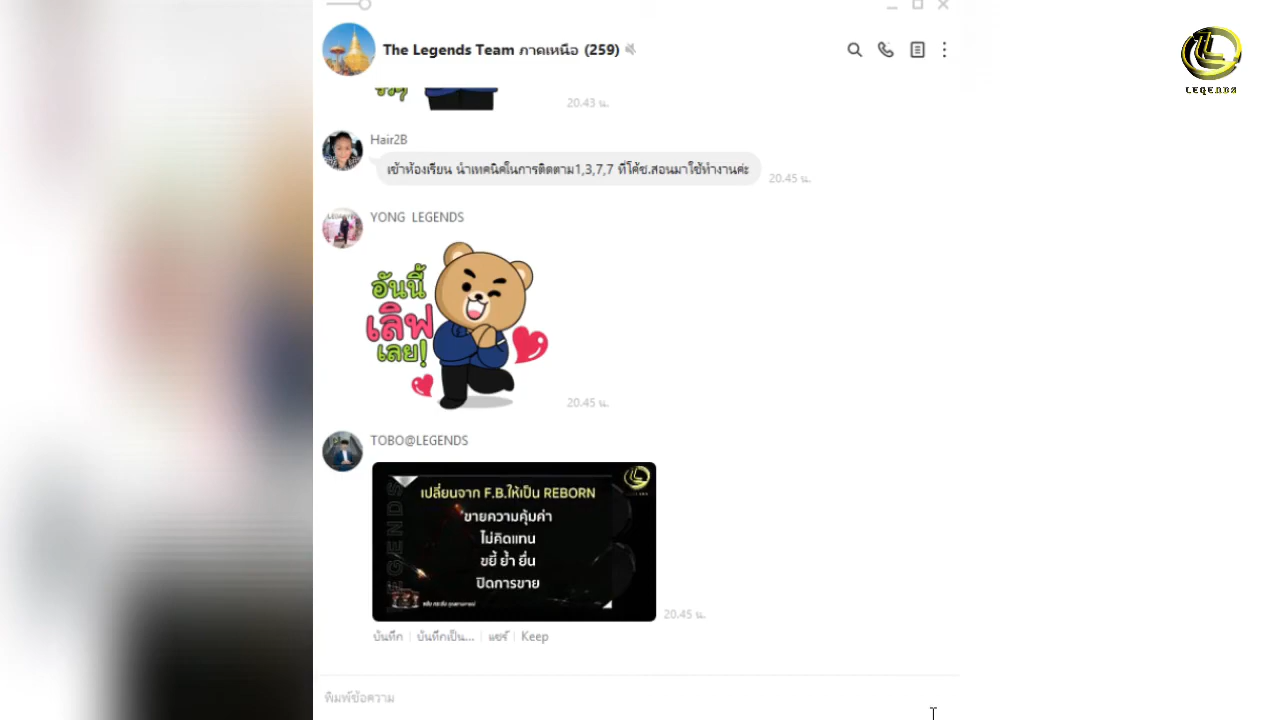 The Legends Team ภาคเหนือ (259)
LEGENDS
20.43 น.
Hair2B
เข้าห้องเรียน นำเทคนิคในการติดตาม1,3,7,7 ที่โค้ช.สอนมาใช้ทำงานค่ะ
20.45 น.
YONG LEGENDS
อันนี้
เลิฟ
เลย!
20.45 น.
TOBO@LEGENDS
เปลี่ยนจาก F.B.ให้เป็น REBORN
ขายความคุ้มค่า
ไม่คิดแทน
ขยี้ ย้ำ ยื่น
ปิดการขาย
20.45 น.
บันทึก | บันทึกเป็น... | แชร์ | Keep
พิมพ์ข้อความ